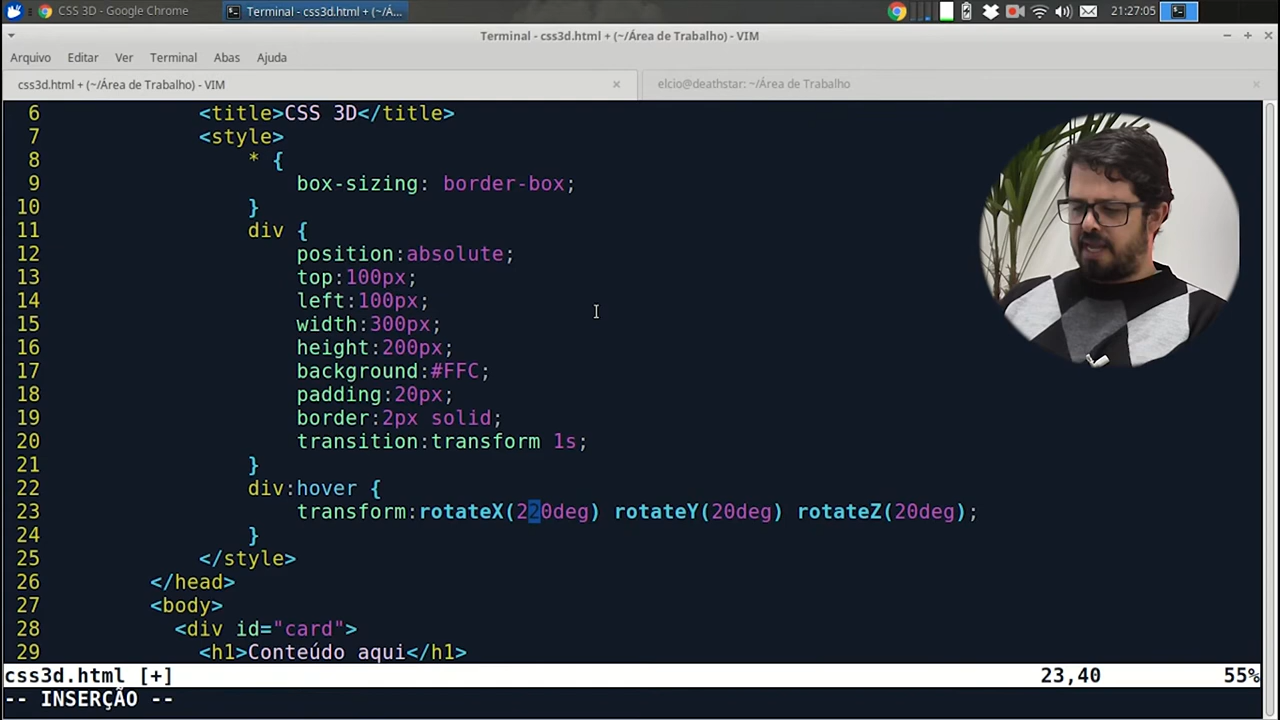 CSS 3D - Google Chrome
Terminal - css3d.html + (~/Á...
21:27:05
Terminal - css3d.html + (~/Área de Trabalho) - VIM
Arquivo Editar Ver Terminal Abas Ajuda
css3d.html + (~/Área de Trabalho) - VIM
elcio@deathstar: ~/Área de Trabalho
6 <title>CSS 3D</title>
7 <style>
8 * {
9 box-sizing: border-box;
10 }
11 div {
12 position:absolute;
13 top:100px;
14 left:100px;
15 width:300px;
16 height:200px;
17 background:#FFC;
18 padding:20px;
19 border:2px solid;
20 transition:transform 1s;
21 }
22 div:hover {
23 transform:rotateX(220deg) rotateY(20deg) rotateZ(20deg);
24 }
25 </style>
26 </head>
27 <body>
28 <div id="card">
29 <h1>Conteúdo aqui</h1>
css3d.html [+] 23,40 55%
-- INSERÇÃO --